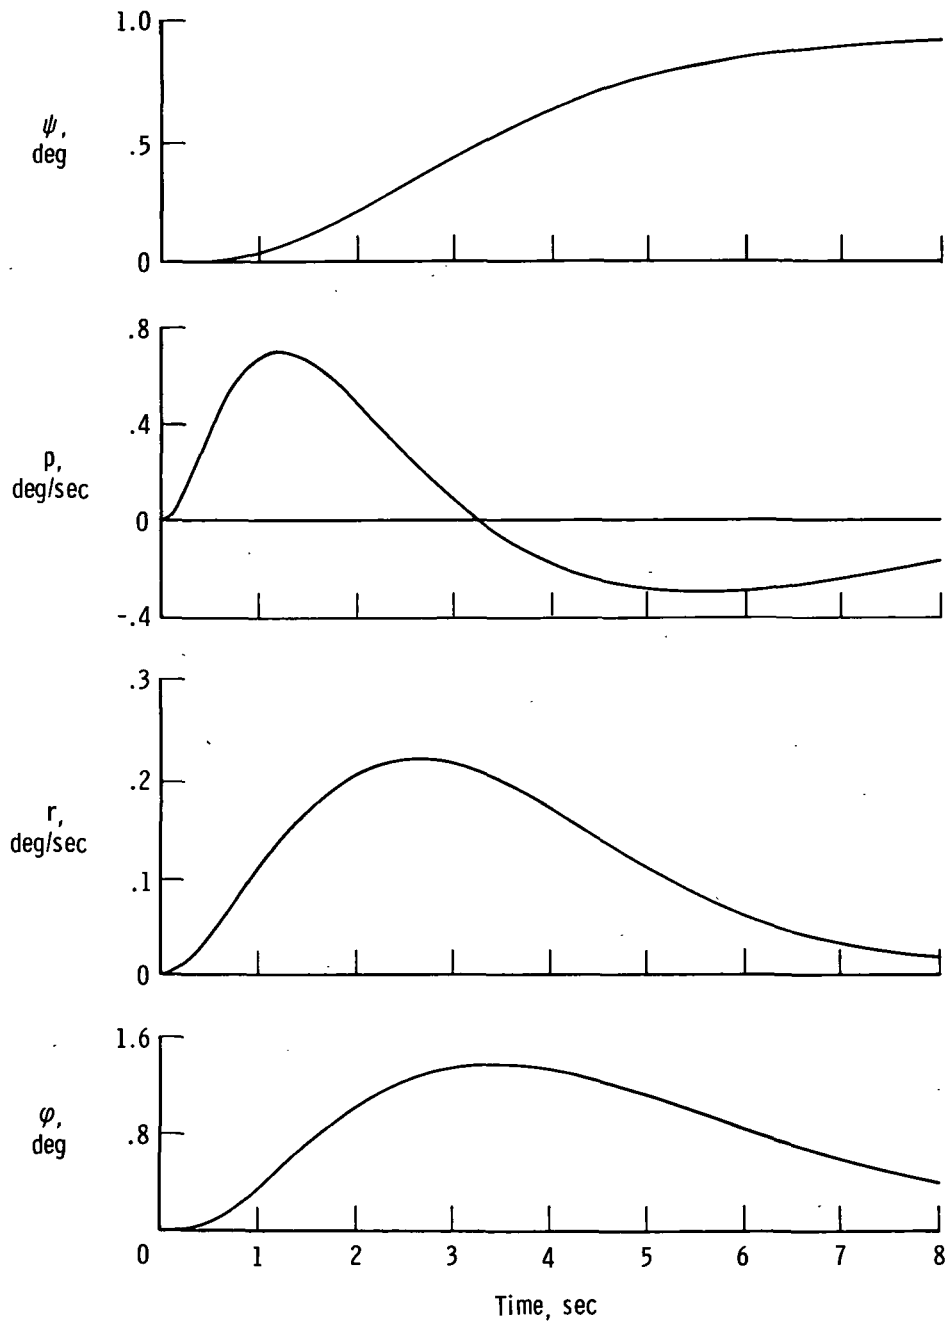 1.0
ψ,
deg
.5
0
.8
.4
p,
deg/sec
0
-.4
.3
.2
r,
deg/sec
.1
0
1.6
φ,
deg
.8
0 1 2 3 4 5 6 7 8
Time, sec